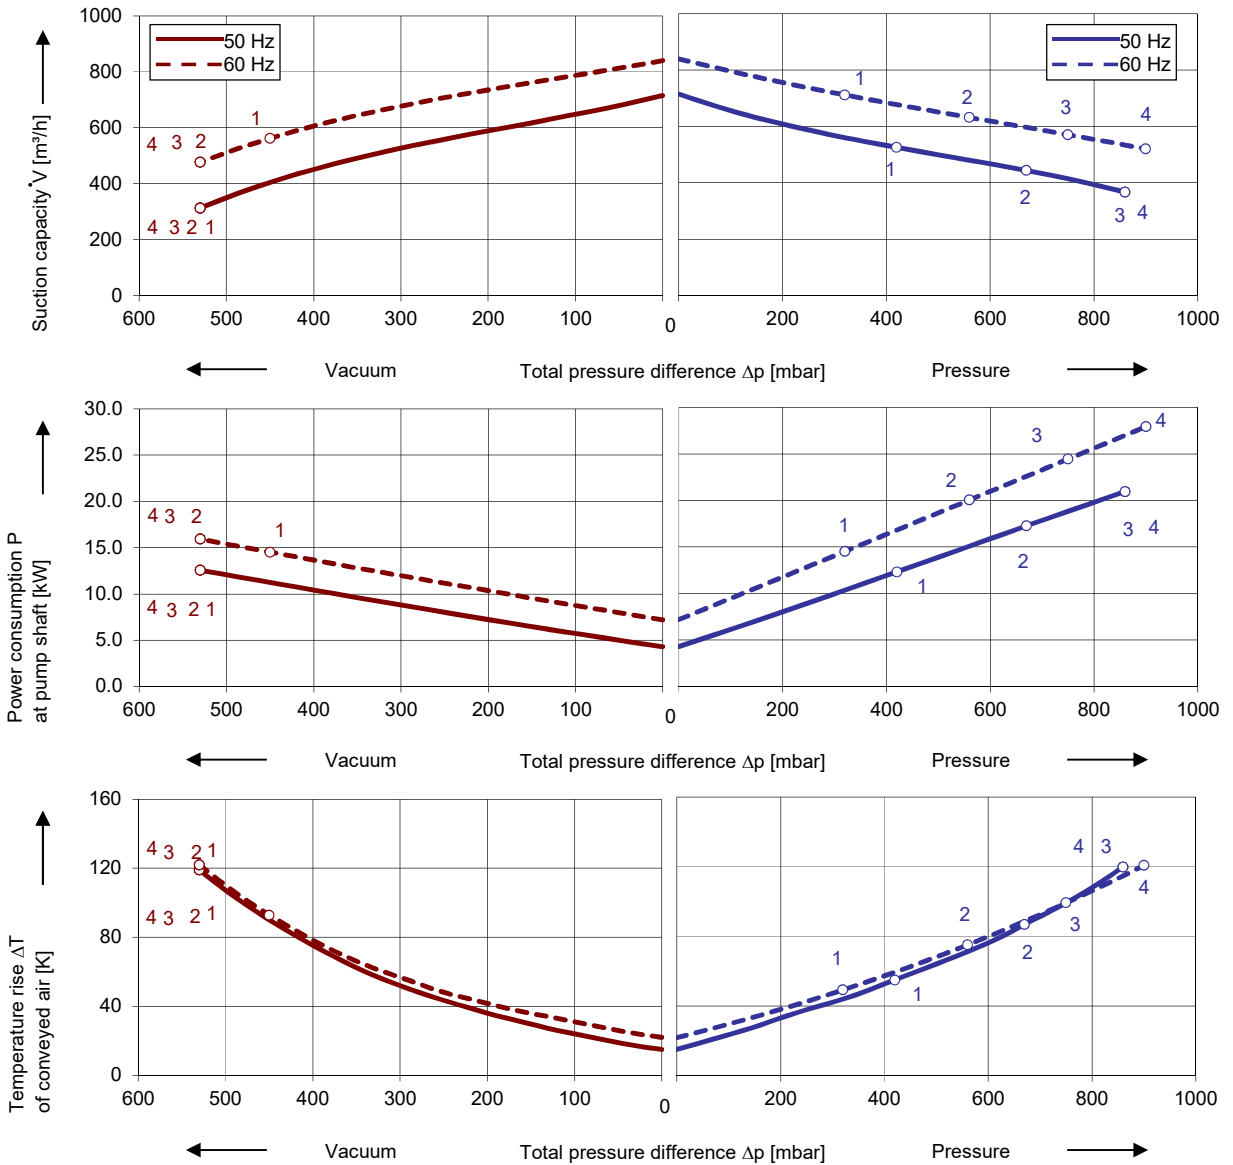 1000
800
600
400
200
0
Suction capacity V̇ [m³/h]
50 Hz
60 Hz
50 Hz
60 Hz
1
4 3 2
4 3 2 1
1
2
3
4
1
2
3 4
600 500 400 300 200 100 0 200 400 600 800 1000
Vacuum Total pressure difference Δp [mbar] Pressure
30.0
25.0
20.0
15.0
10.0
5.0
0.0
Power consumption P
at pump shaft [kW]
4 3 2
1
4 3 2 1
1
2
3
4
1
2
3 4
600 500 400 300 200 100 0 200 400 600 800 1000
Vacuum Total pressure difference Δp [mbar] Pressure
160
120
80
40
0
Temperature rise ΔT
of conveyed air [K]
4 3 2 1
4 3 2 1
4 3
4
1
2
3
2
1
600 500 400 300 200 100 0 200 400 600 800 1000
Vacuum Total pressure difference Δp [mbar] Pressure